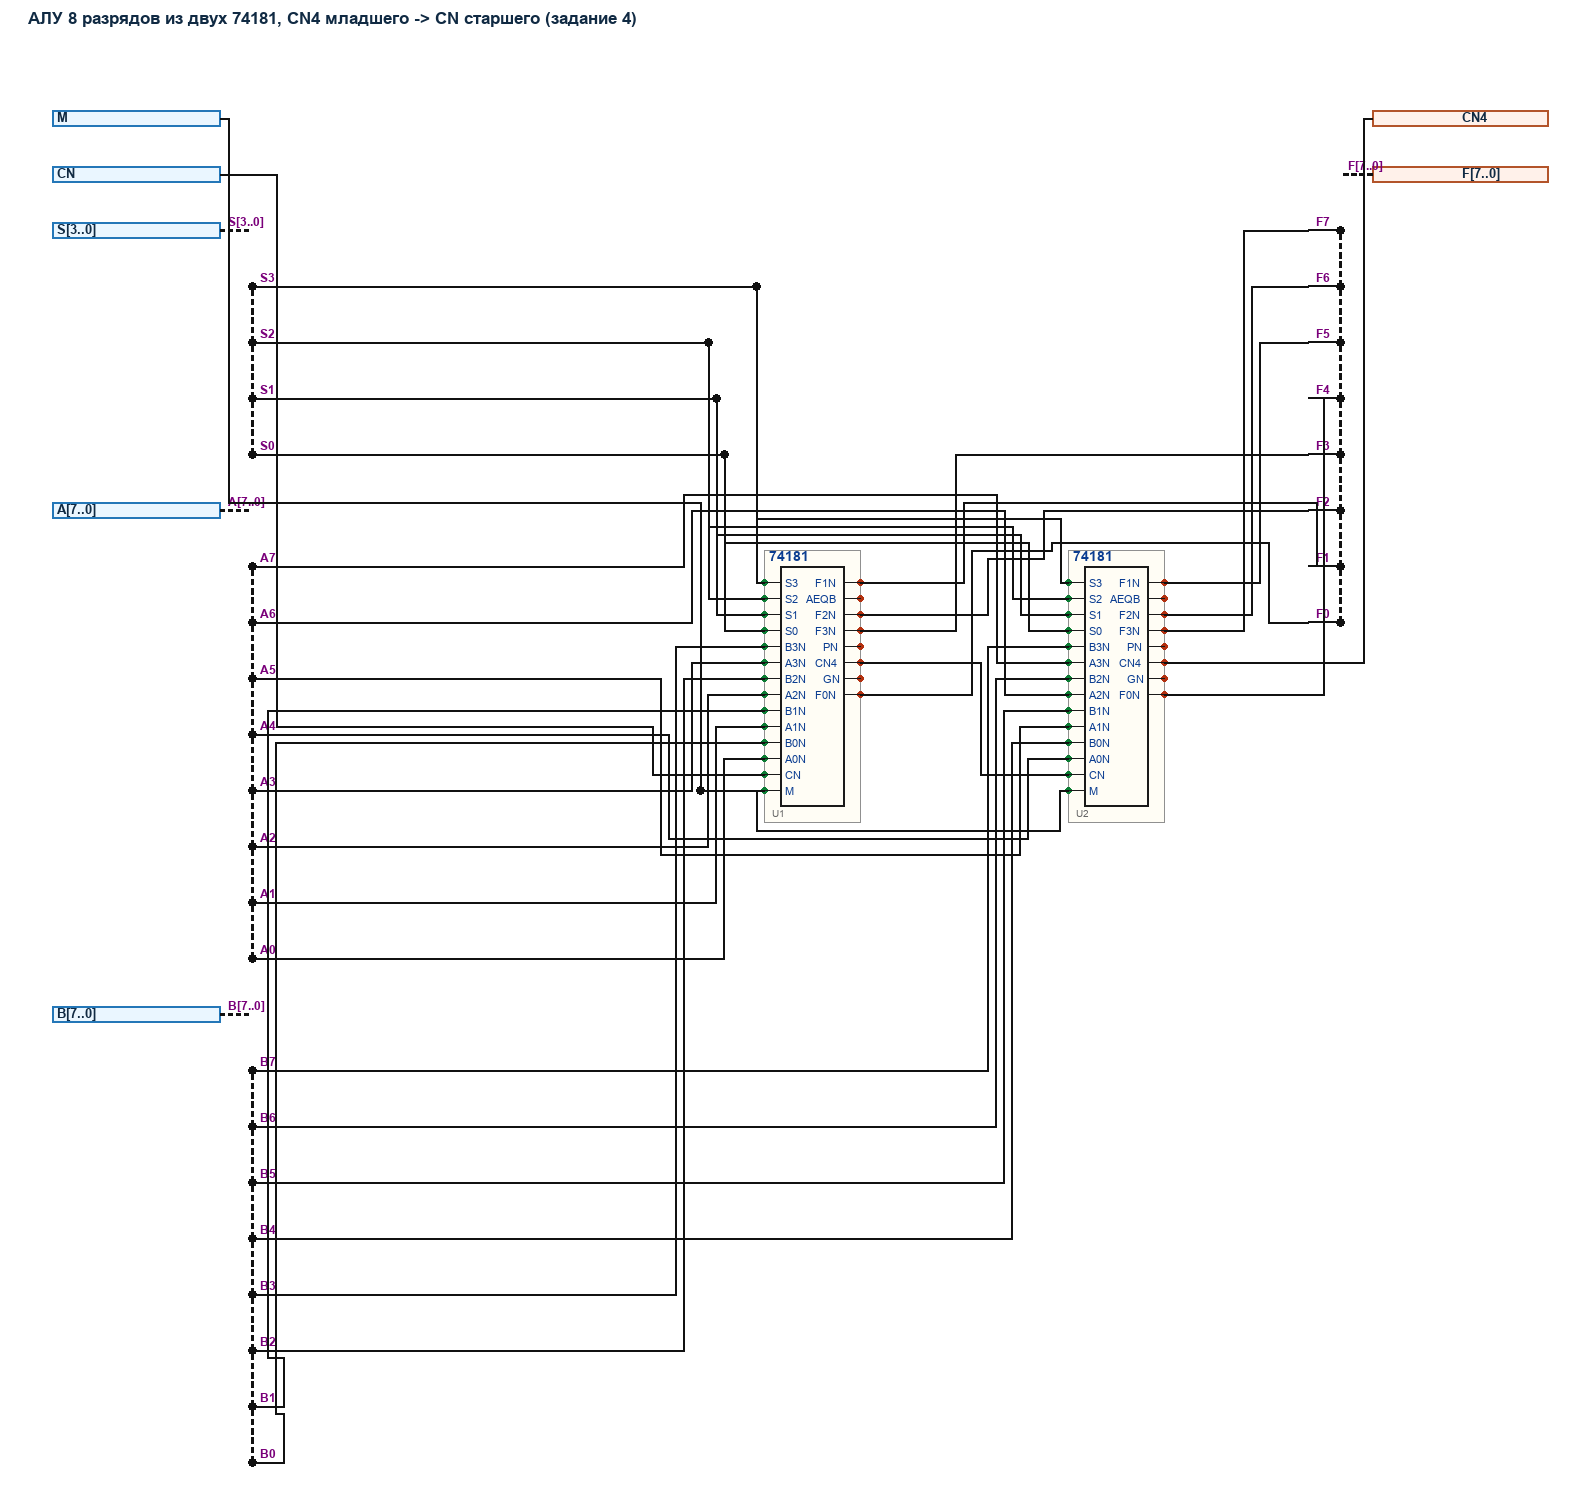 АЛУ 8 разрядов из двух 74181, CN4 младшего -> CN старшего (задание 4)
M
CN4
CN
F[7..0]
F[7..0]
S[3..0]
S[3..0]
F7
S3
F6
S2
F5
S1
F4
S0
F3
A[7..0]
A[7..0]
F2
A7
F1
A6
F0
A5
A4
A3
A2
A1
A0
74181
S3 F1N
S2 AEQB
S1 F2N
S0 F3N
B3N PN
A3N CN4
B2N GN
A2N F0N
B1N
A1N
B0N
A0N
CN
M
U1
74181
S3 F1N
S2 AEQB
S1 F2N
S0 F3N
B3N PN
A3N CN4
B2N GN
A2N F0N
B1N
A1N
B0N
A0N
CN
M
U2
B[7..0]
B[7..0]
B7
B6
B5
B4
B3
B2
B1
B0